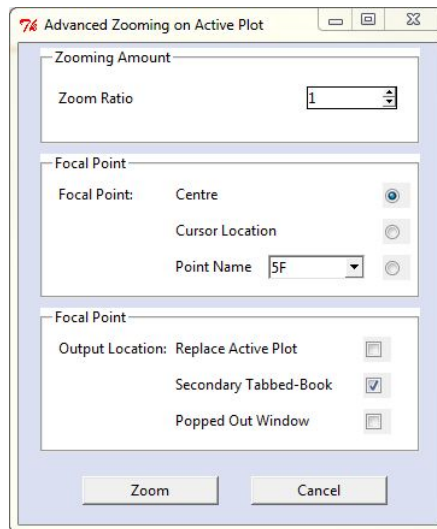 Advanced Zooming on Active Plot
Zooming Amount
Zoom Ratio 1
Focal Point
Focal Point: Centre
Cursor Location
Point Name 5F
Focal Point
Output Location: Replace Active Plot
Secondary Tabbed-Book
Popped Out Window
Zoom Cancel